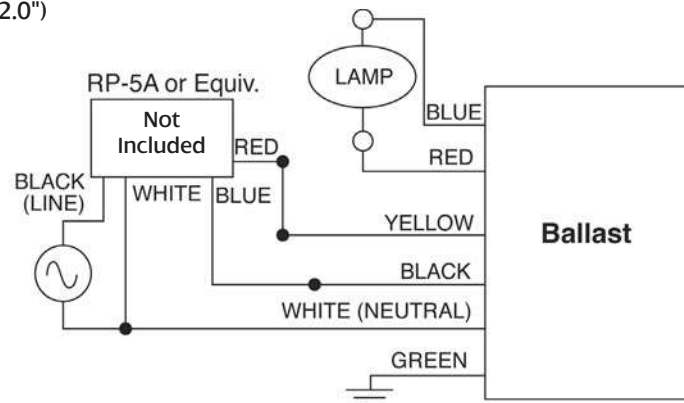 2.0")
RP-5A or Equiv.
Not
Included
LAMP
BLUE
RED
RED
BLACK
(LINE)
WHITE
BLUE
YELLOW
Ballast
BLACK
WHITE (NEUTRAL)
GREEN